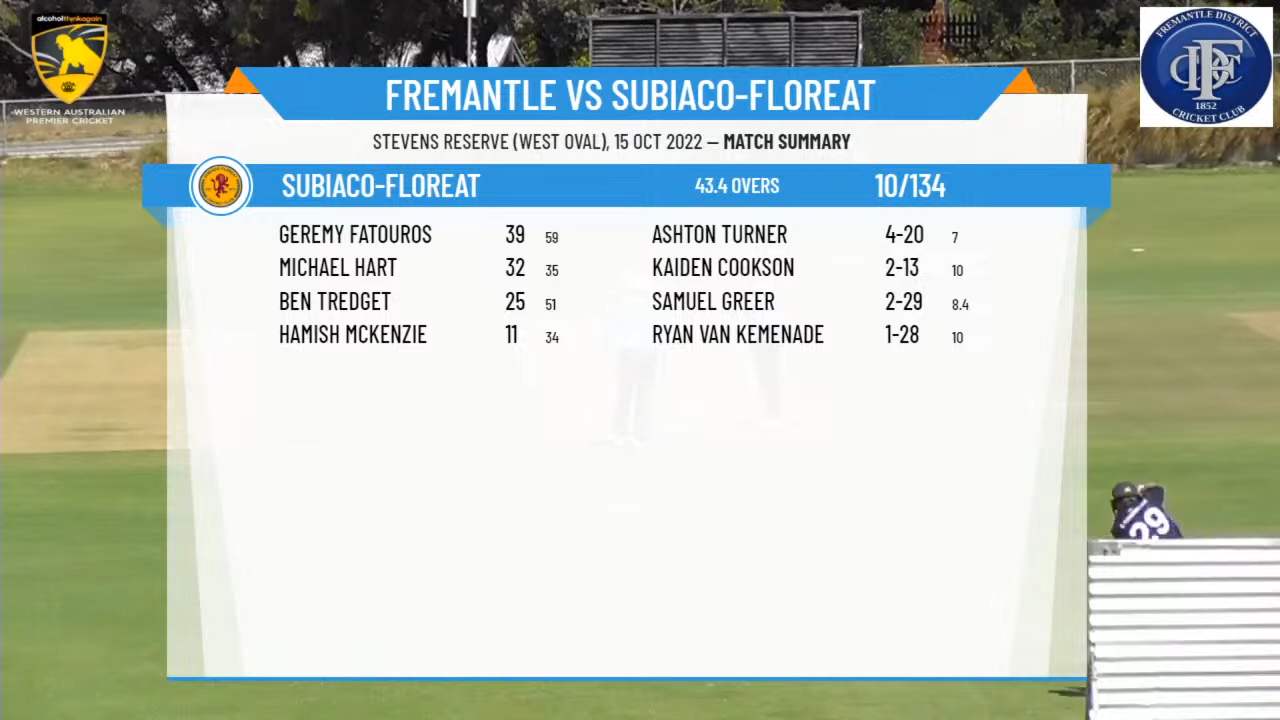 alcoholthinkagain
WESTERN AUSTRALIAN
PREMIER CRICKET
FREMANTLE DISTRICT
1852
CRICKET CLUB
FREMANTLE VS SUBIACO-FLOREAT
STEVENS RESERVE (WEST OVAL), 15 OCT 2022 – MATCH SUMMARY
SUBIACO-FLOREAT 43.4 OVERS 10/134
GEREMY FATOUROS 39 59 ASHTON TURNER 4-20 7
MICHAEL HART 32 35 KAIDEN COOKSON 2-13 10
BEN TREDGET 25 51 SAMUEL GREER 2-29 8.4
HAMISH MCKENZIE 11 34 RYAN VAN KEMENADE 1-28 10
29